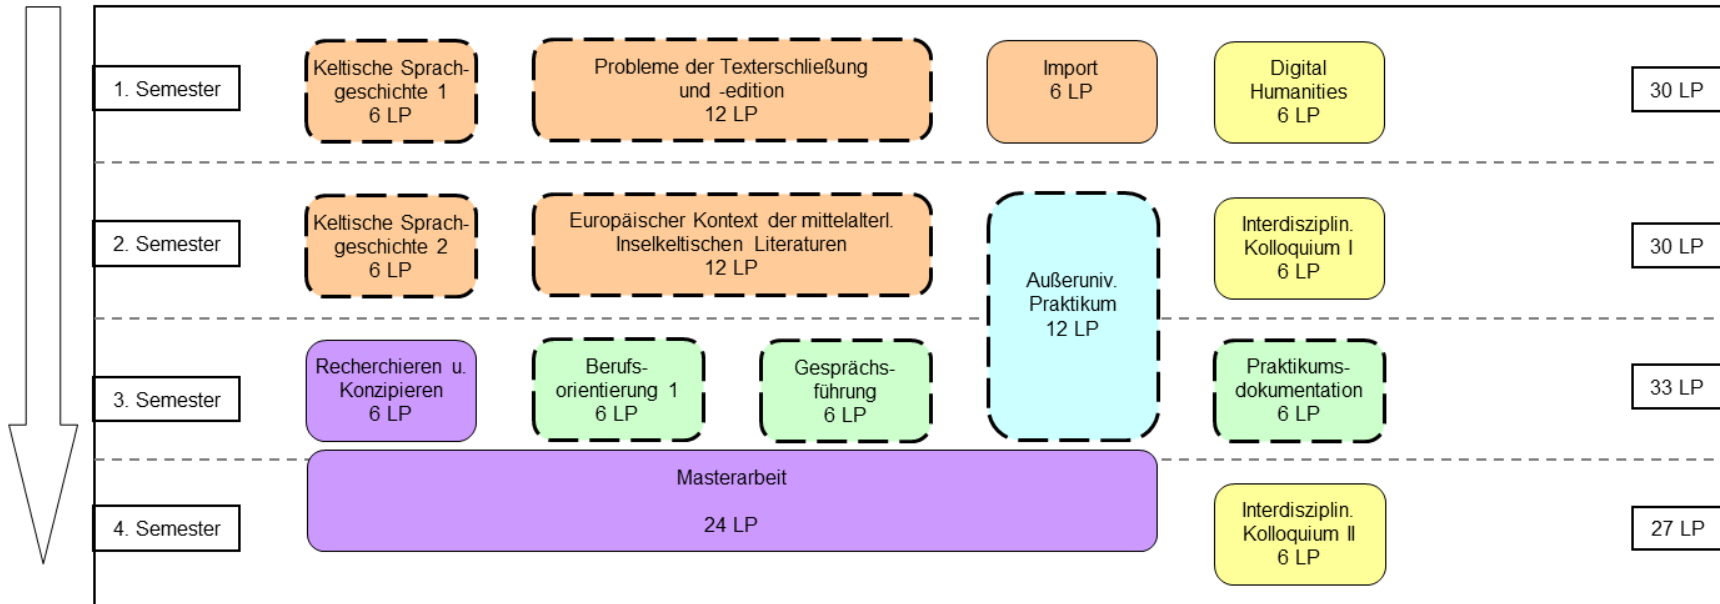 1. Semester
Keltische Sprach-
geschichte 1
6 LP
Probleme der Texterschließung
und -edition
12 LP
Import
6 LP
Digital
Humanities
6 LP
30 LP
2. Semester
Keltische Sprach-
geschichte 2
6 LP
Europäischer Kontext der mittelalterl.
Inselkeltischen Literaturen
12 LP
Außeruniv.
Praktikum
12 LP
Interdisziplin.
Kolloquium I
6 LP
30 LP
3. Semester
Recherchieren u.
Konzipieren
6 LP
Berufs-
orientierung 1
6 LP
Gesprächs-
führung
6 LP
Praktikums-
dokumentation
6 LP
33 LP
4. Semester
Masterarbeit
24 LP
Interdisziplin.
Kolloquium II
6 LP
27 LP